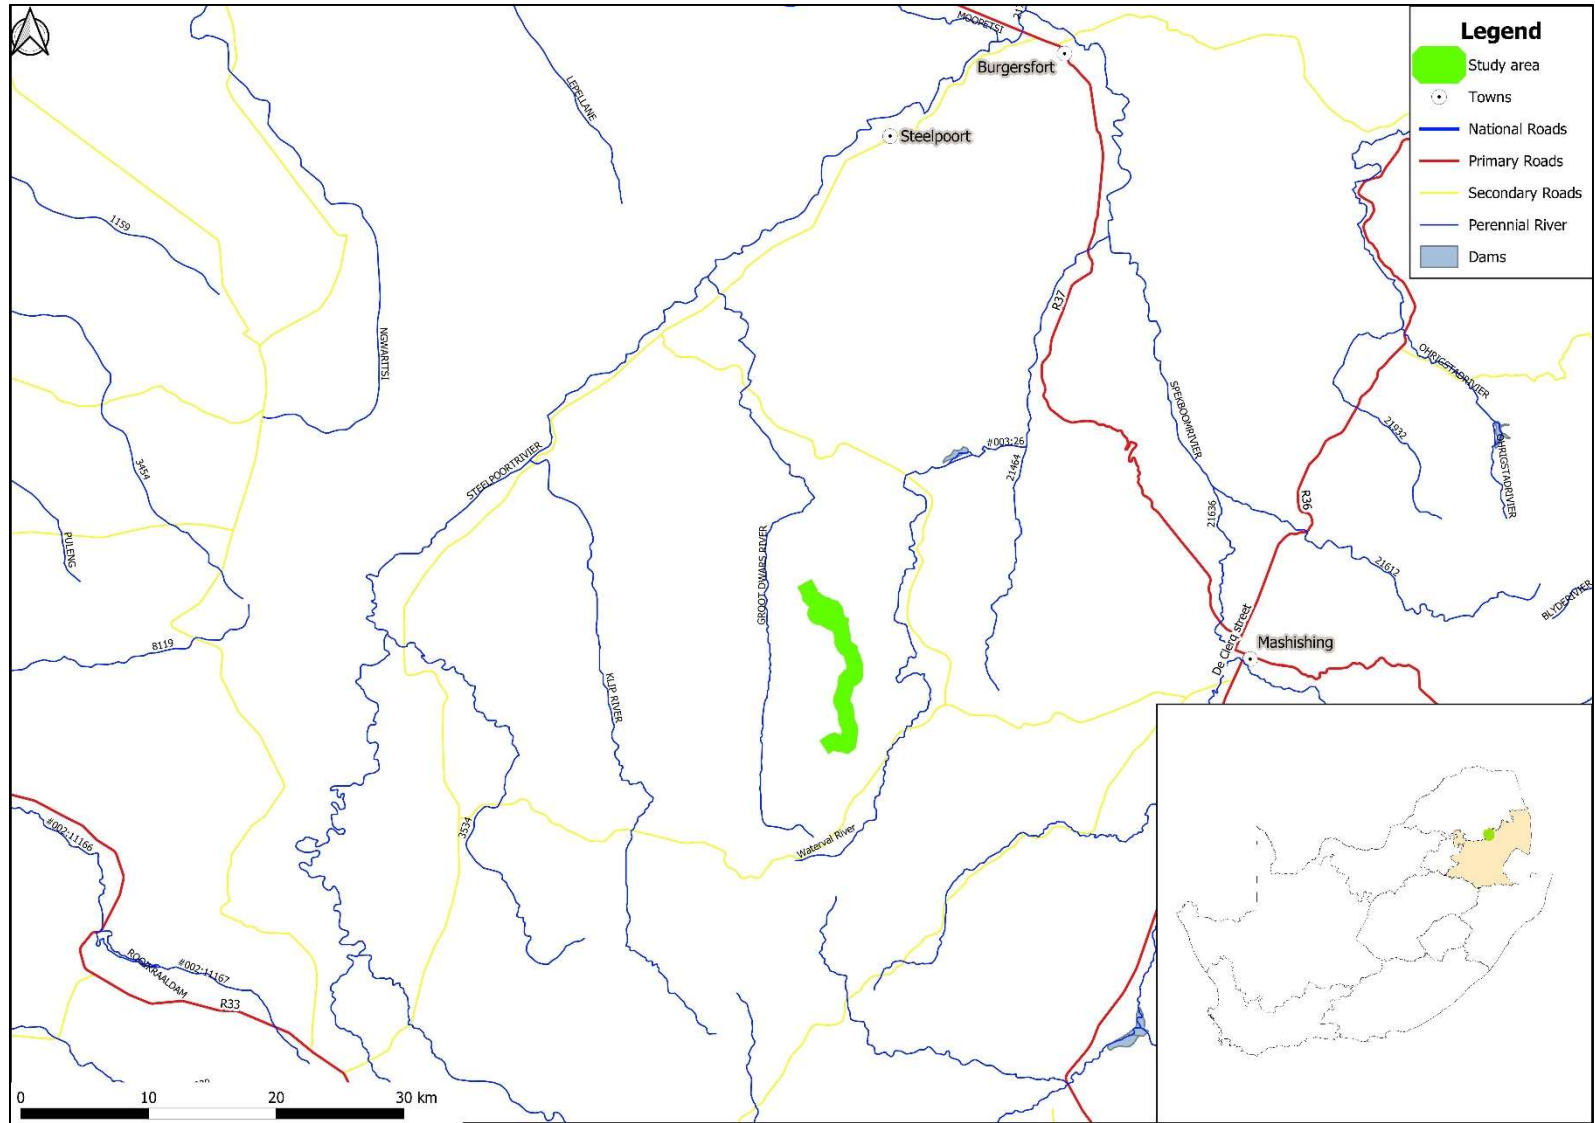 MOOPETSI
21
Burgersfort
Steelpoort
LEPELLANE
1159
NGWARITSI
R37
STEELPOORTRIVIER
#003:26
21464
SPEKBOOMRIVIER
OHRIGSTADRIVIER
21932
OHRIGSTADRIVIER
R36
3454
PULENG
21636
GROOT DWARS RIVER
21612
BLYDERIVIER
8119
De Clerq street
Mashishing
KLIP RIVER
3534
Waterval River
#002:11166
ROOIKRAALDAM
#002:11167
R33
0 10 20 30 km
Legend
Study area
Towns
National Roads
Primary Roads
Secondary Roads
Perennial River
Dams